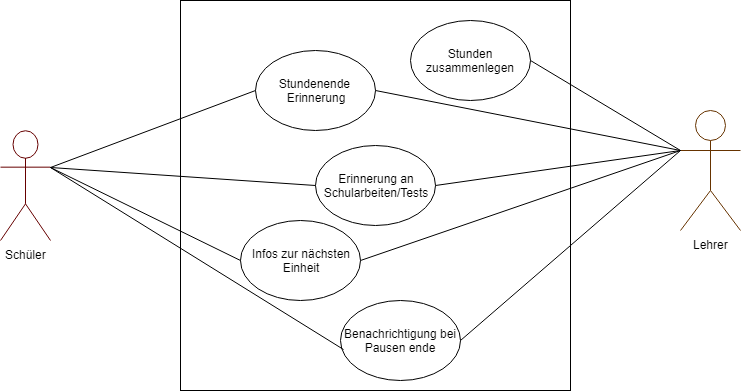 Stunden
zusammenlegen
Stundenende
Erinnerung
Erinnerung an
Schularbeiten/Tests
Infos zur nächsten
Einheit
Benachrichtigung bei
Pausen ende
Schüler
Lehrer